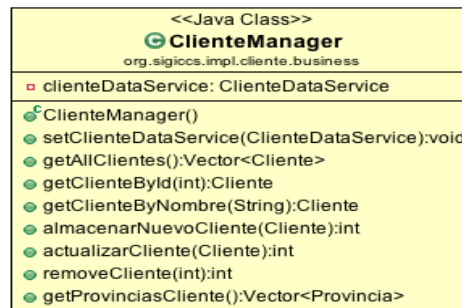 <<Java Class>>
ClienteManager
org.sigiccs.impl.cliente.business
clienteDataService: ClienteDataService
ClienteManager()
setClienteDataService(ClienteDataService):void
getAllClientes():Vector<Cliente>
getClienteById(int):Cliente
getClienteByNombre(String):Cliente
almacenarNuevoCliente(Cliente):int
actualizarCliente(Cliente):int
removeCliente(int):int
getProvinciasCliente():Vector<Provincia>